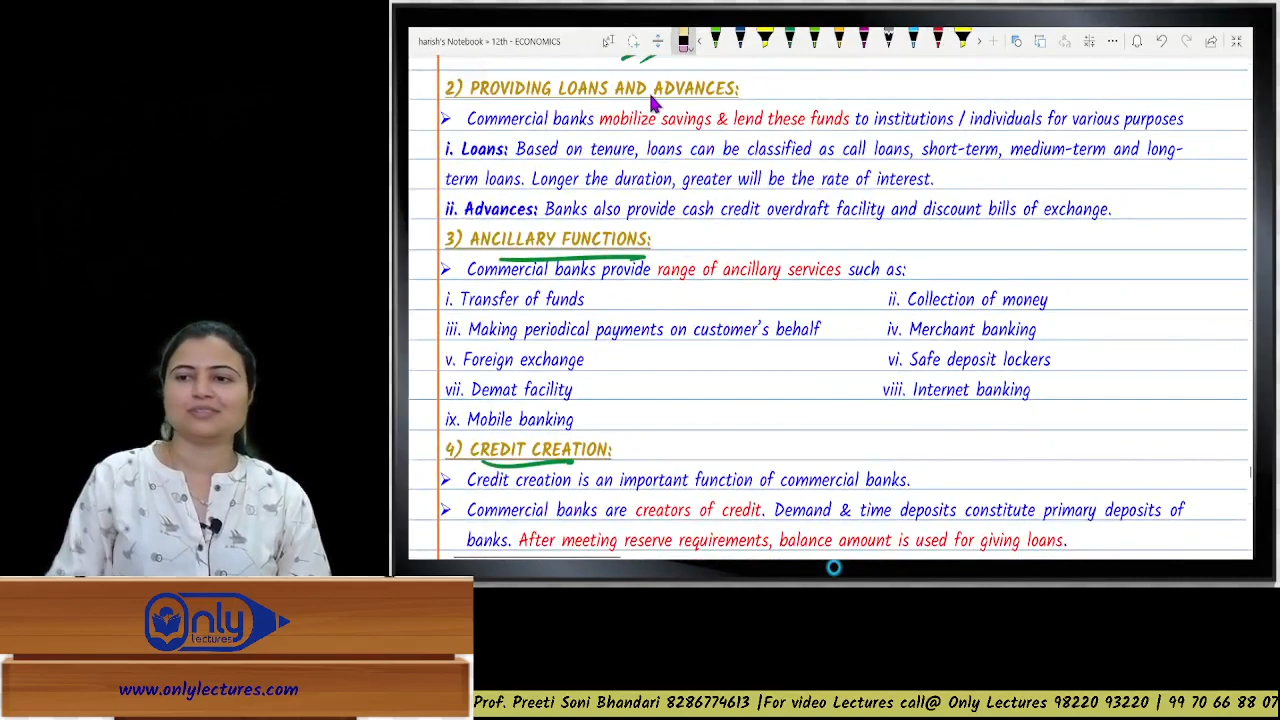 harish's Notebook » 12th - ECONOMICS
2) PROVIDING LOANS AND ADVANCES:
➢ Commercial banks mobilize savings & lend these funds to institutions / individuals for various purposes
i. Loans: Based on tenure, loans can be classified as call loans, short-term, medium-term and long-
term loans. Longer the duration, greater will be the rate of interest.
ii. Advances: Banks also provide cash credit overdraft facility and discount bills of exchange.
3) ANCILLARY FUNCTIONS:
➢ Commercial banks provide range of ancillary services such as:
i. Transfer of funds ii. Collection of money
iii. Making periodical payments on customer's behalf iv. Merchant banking
v. Foreign exchange vi. Safe deposit lockers
vii. Demat facility viii. Internet banking
ix. Mobile banking
4) CREDIT CREATION:
➢ Credit creation is an important function of commercial banks.
➢ Commercial banks are creators of credit. Demand & time deposits constitute primary deposits of
banks. After meeting reserve requirements, balance amount is used for giving loans.
Only
lectures
www.onlylectures.com
Prof. Preeti Soni Bhandari 8286774613 |For video Lectures call@ Only Lectures 98220 93220 | 99 70 66 88 07